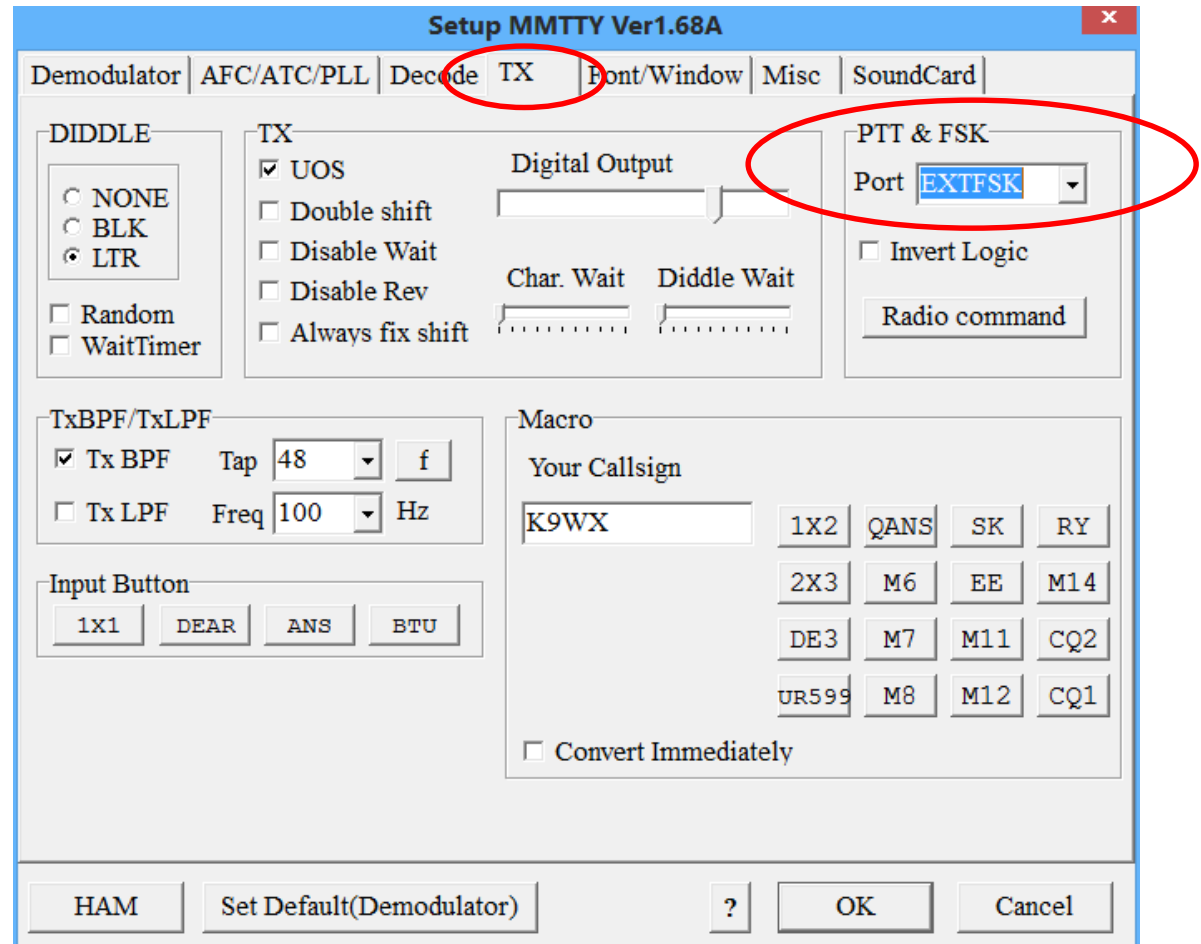 Setup MMTTY Ver1.68A
x
Demodulator AFC/ATC/PLL Decode TX Font/Window Misc SoundCard
DIDDLE
NONE
BLK
LTR
Random
WaitTimer
TX
UOS
Double shift
Disable Wait
Disable Rev
Always fix shift
Digital Output
Char. Wait Diddle Wait
PTT & FSK
Port EXTFSK
Invert Logic
Radio command
TxBPF/TxLPF
Tx BPF Tap 48 f
Tx LPF Freq 100 Hz
Input Button
1X1 DEAR ANS BTU
Macro
Your Callsign
K9WX
1X2 QANS SK RY
2X3 M6 EE M14
DE3 M7 M11 CQ2
UR599 M8 M12 CQ1
Convert Immediately
HAM Set Default(Demodulator) ? OK Cancel